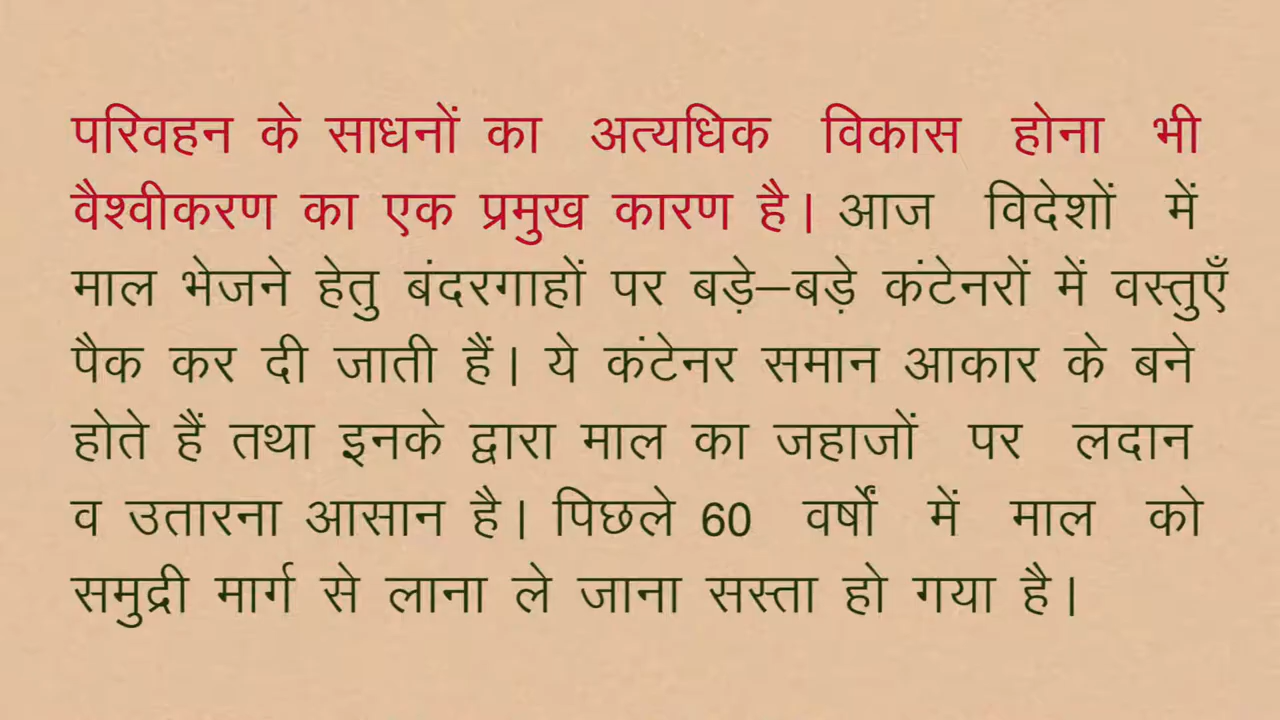 परिवहन के साधनों का अत्यधिक विकास होना भी
वैश्वीकरण का एक प्रमुख कारण है। आज विदेशों में
माल भेजने हेतु बंदरगाहों पर बड़े–बड़े कंटेनरों में वस्तुएँ
पैक कर दी जाती हैं। ये कंटेनर समान आकार के बने
होते हैं तथा इनके द्वारा माल का जहाजों पर लदान
व उतारना आसान है। पिछले 60 वर्षों में माल को
समुद्री मार्ग से लाना ले जाना सस्ता हो गया है।